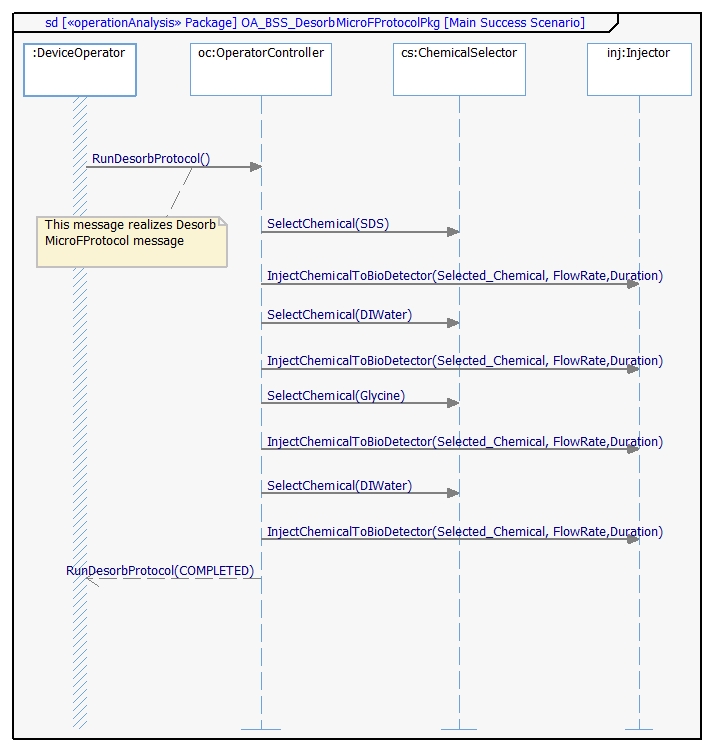 sd [«operationAnalysis» Package] OA_BSS_DesorbMicroFProtocolPkg [Main Success Scenario]
:DeviceOperator
oc:OperatorController
cs:ChemicalSelector
inj:Injector
RunDesorbProtocol()
This message realizes Desorb
MicroFProtocol message
SelectChemical(SDS)
InjectChemicalToBioDetector(Selected_Chemical, FlowRate,Duration)
SelectChemical(DIWater)
InjectChemicalToBioDetector(Selected_Chemical, FlowRate,Duration)
SelectChemical(Glycine)
InjectChemicalToBioDetector(Selected_Chemical, FlowRate,Duration)
SelectChemical(DIWater)
InjectChemicalToBioDetector(Selected_Chemical, FlowRate,Duration)
RunDesorbProtocol(COMPLETED)